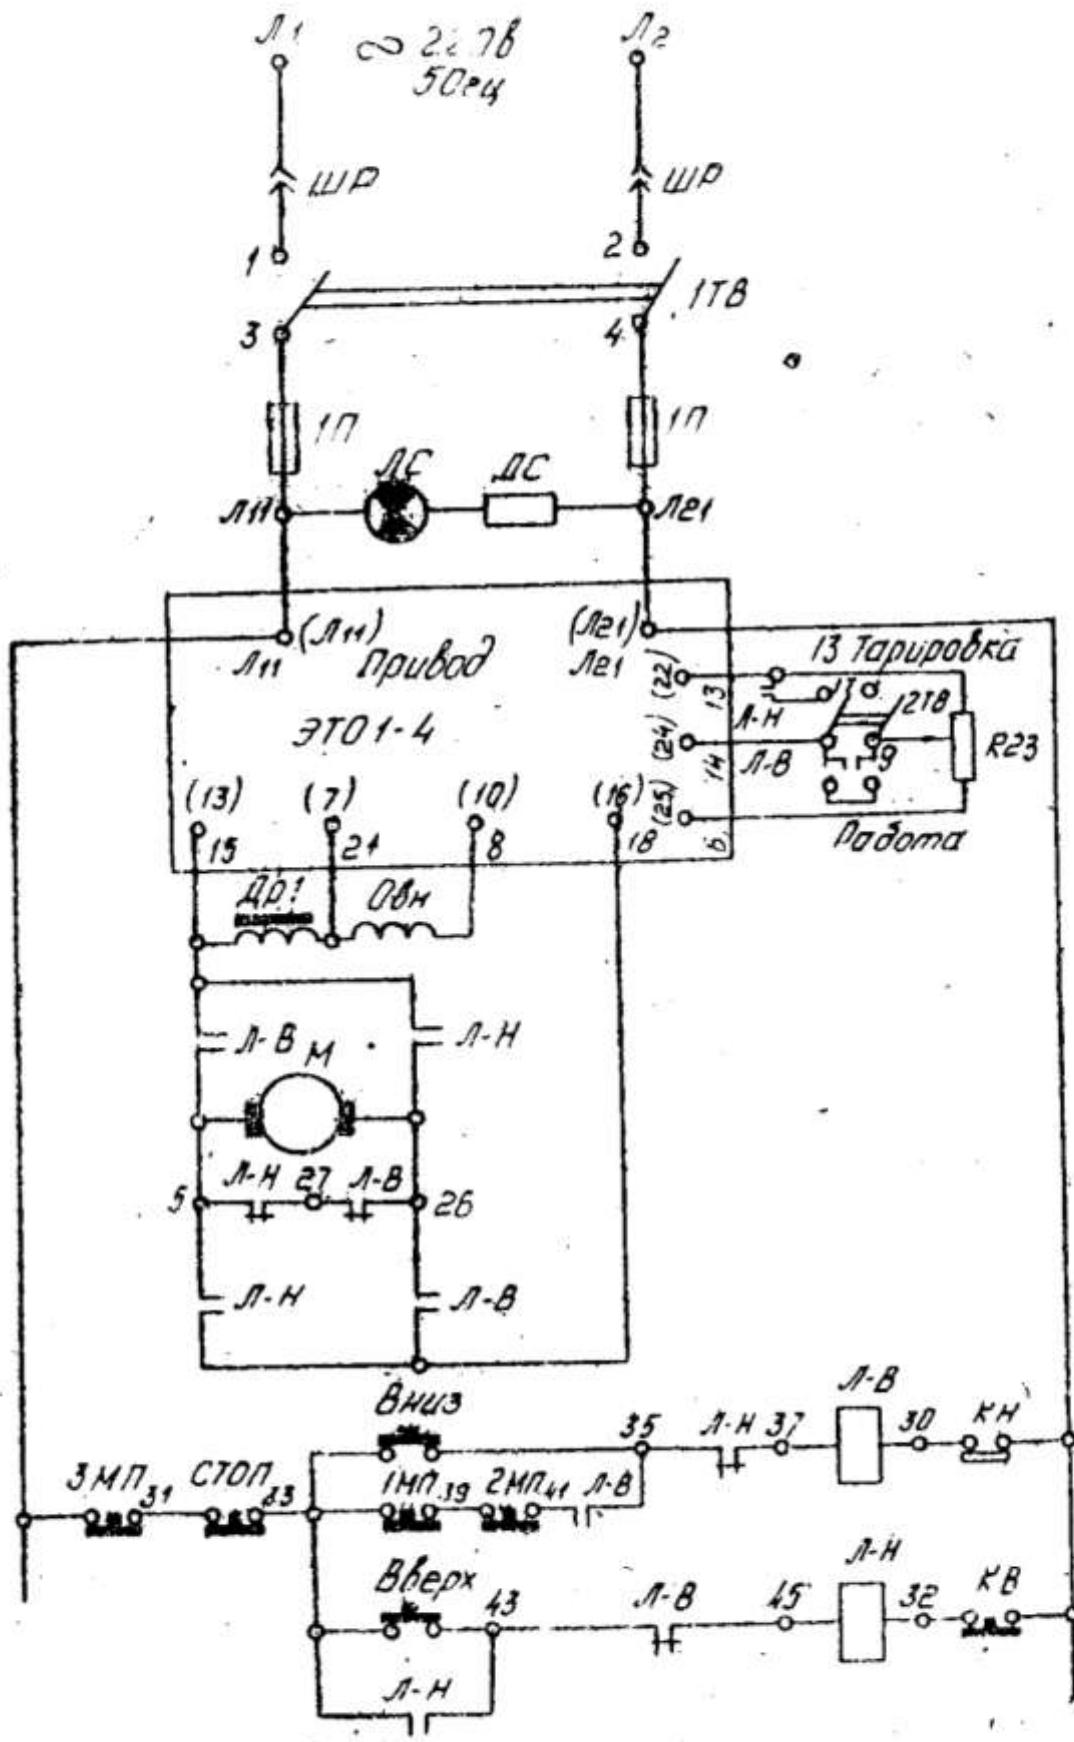 Л1
Л2
50гц
ШР
ШР
1
2
1ТВ
3
4
1П
1П
ЛС
ДС
Л11
Л21
(Л11)
(Л21)
Л11
Привод
Л21
(22)
13
13 Тарировка
Л-Н
2ТВ
ЭТО1-4
(24)
14
Л-В
9
R23
(13)
(7)
(10)
(16)
(25)
15
21
8
18
Работа
Др1
Овн
Л-В
М
Л-Н
5
Л-Н
27
Л-В
26
Л-Н
Л-В
Вниз
35
Л-Н
37
Л-В
30
КН
3МП
31
СТОП
33
1МП
39
2МП
41
Л-В
Вверх
43
Л-В
45
Л-Н
32
КВ
Л-Н